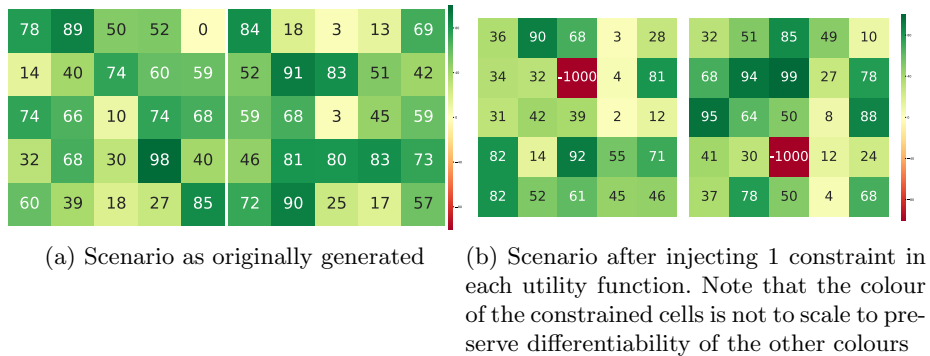 78 89 50 52 0 84 18 3 13 69
14 40 74 60 59 52 91 83 51 42
74 66 10 74 68 59 68 3 45 59
32 68 30 98 40 46 81 80 83 73
60 39 18 27 85 72 90 25 17 57
(a) Scenario as originally generated
36 90 68 3 28 32 51 85 49 10
34 32 -1000 4 81 68 94 99 27 78
31 42 39 2 12 95 64 50 8 88
82 14 92 55 71 41 30 -1000 12 24
82 52 61 45 46 37 78 50 4 68
(b) Scenario after injecting 1 constraint in
each utility function. Note that the colour
of the constrained cells is not to scale to pre-
serve differentiability of the other colours